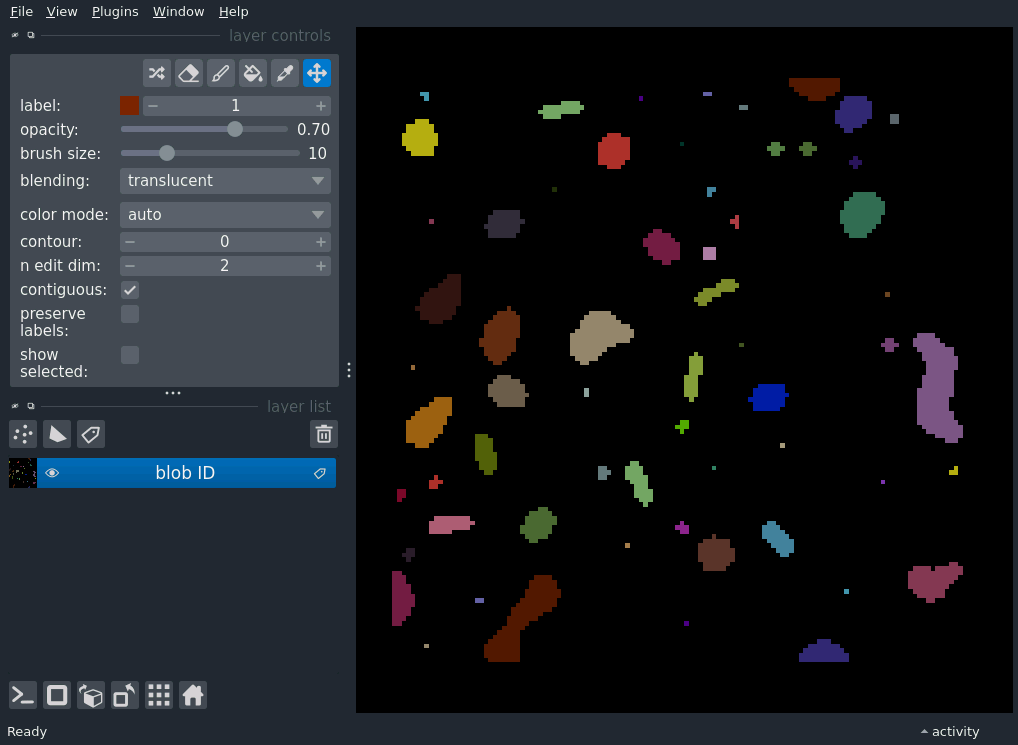 File View Plugins Window Help
layer controls
label: 1
opacity: 0.70
brush size: 10
blending: translucent
color mode: auto
contour: 0
n edit dim: 2
contiguous:
preserve
labels:
show
selected:
layer list
blob ID
Ready activity